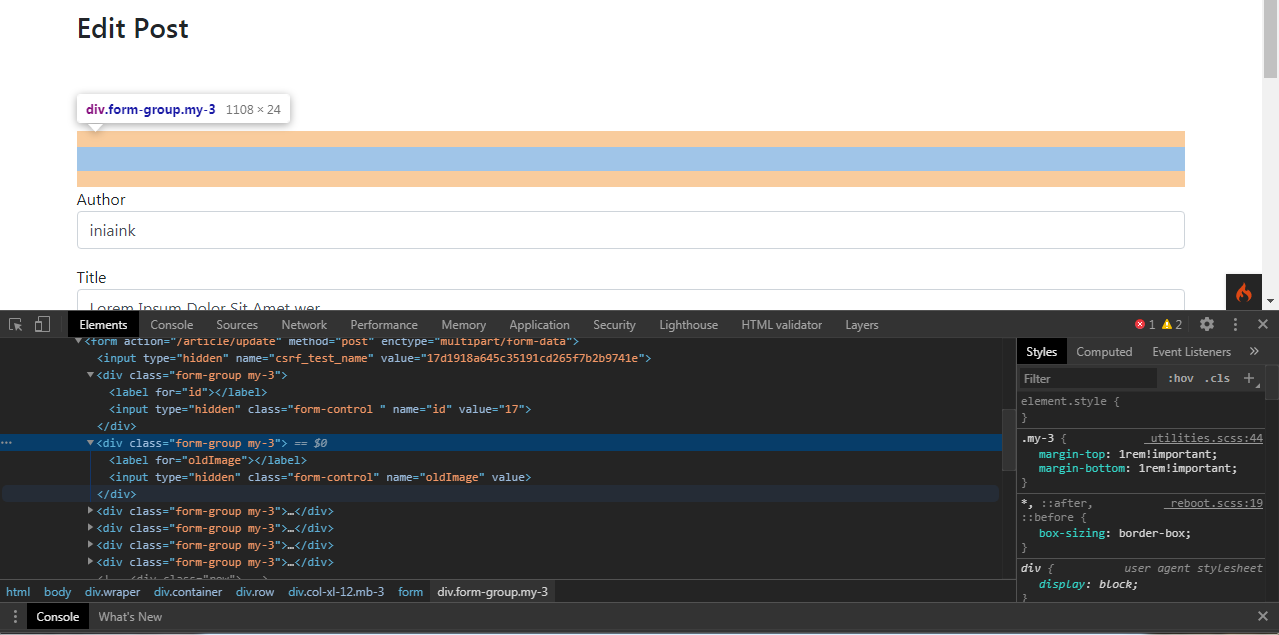 Edit Post
div.form-group.my-3 1108 × 24
Author
iniaink
Title
Lorem Ipsum Dolor Sit Amet wer
Elements Console Sources Network Performance Memory Application Security Lighthouse HTML validator Layers 1 2
<form action="/article/update" method="post" enctype="multipart/form-data">
<input type="hidden" name="csrf_test_name" value="17d1918a645c35191cd265f7b2b9741e">
<div class="form-group my-3">
<label for="id"></label>
<input type="hidden" class="form-control " name="id" value="17">
</div>
<div class="form-group my-3"> == $0
<label for="oldImage"></label>
<input type="hidden" class="form-control" name="oldImage" value>
</div>
<div class="form-group my-3">…</div>
<div class="form-group my-3">…</div>
<div class="form-group my-3">…</div>
<div class="form-group my-3">…</div>
<!-- <div class="row"> -->
Styles Computed Event Listeners »
Filter :hov .cls +
element.style {
}
.my-3 { _utilities.scss:44
margin-top: 1rem!important;
margin-bottom: 1rem!important;
}
*, ::after, _reboot.scss:19
::before {
box-sizing: border-box;
}
div { user agent stylesheet
display: block;
}
html body div.wraper div.container div.row div.col-xl-12.mb-3 form div.form-group.my-3
Console What's New